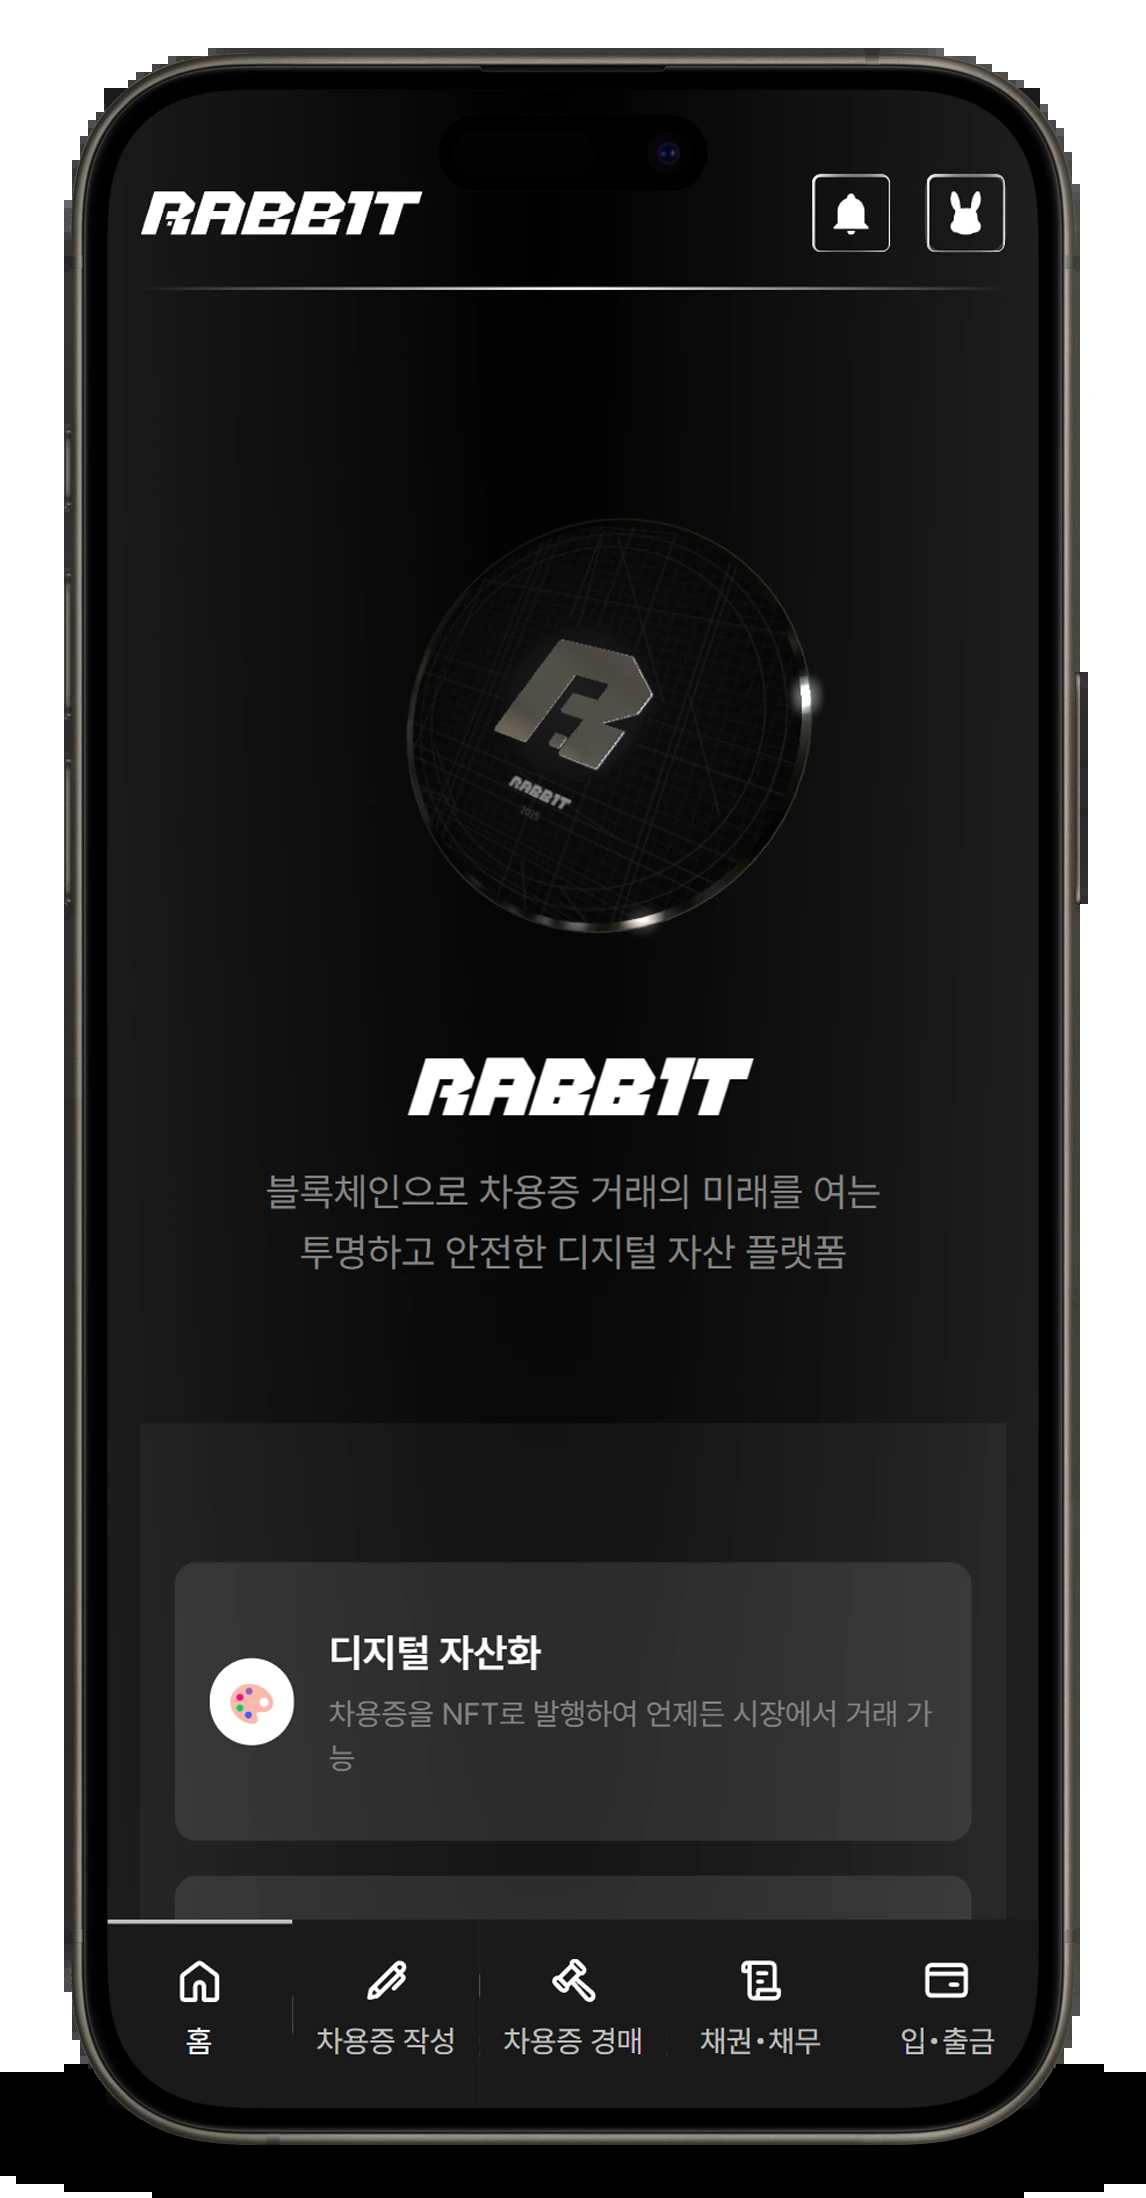 RABBIT
RABBIT
2025
RABBIT
블록체인으로 차용증 거래의 미래를 여는
투명하고 안전한 디지털 자산 플랫폼
디지털 자산화
차용증을 NFT로 발행하여 언제든 시장에서 거래 가
능
홈
차용증 작성
차용증 경매
채권•채무
입•출금